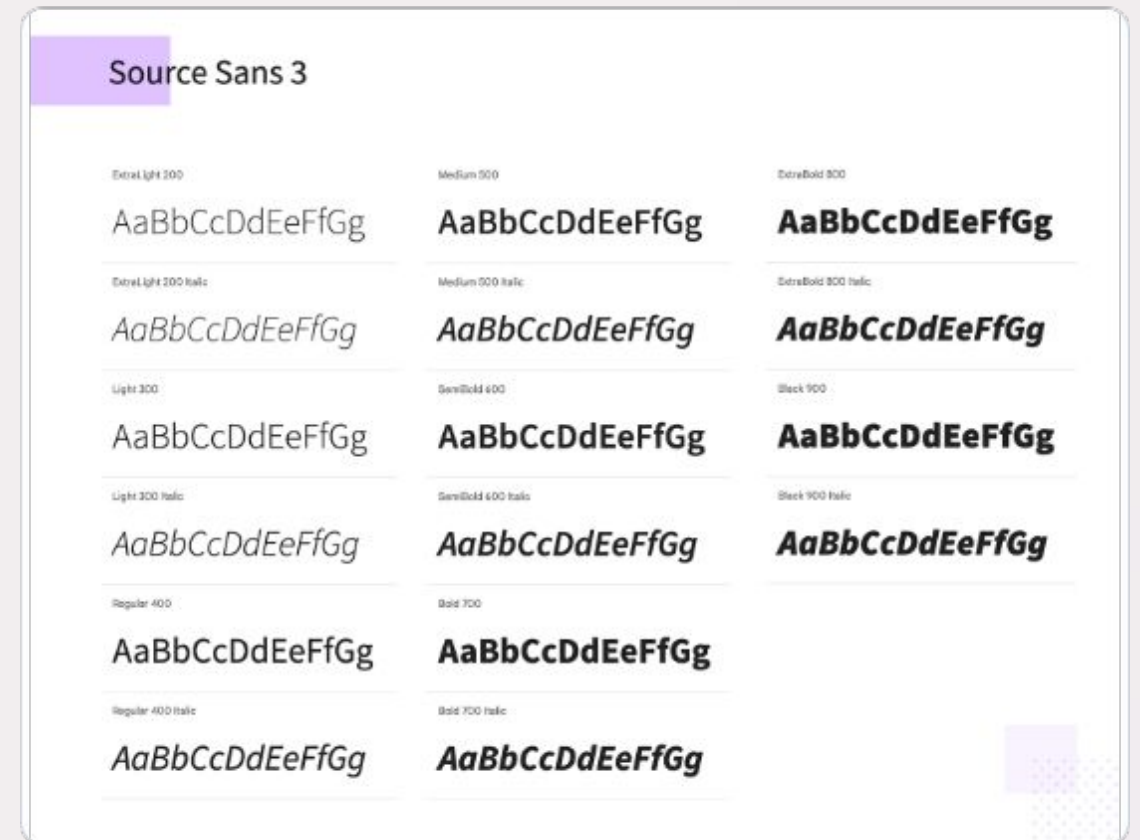 Source Sans 3
ExtraLight 200
AaBbCcDdEeFfGg
ExtraLight 200 Italic
AaBbCcDdEeFfGg
Light 300
AaBbCcDdEeFfGg
Light 300 Italic
AaBbCcDdEeFfGg
Regular 400
AaBbCcDdEeFfGg
Regular 400 Italic
AaBbCcDdEeFfGg
Medium 500
AaBbCcDdEeFfGg
Medium 500 Italic
AaBbCcDdEeFfGg
SemiBold 600
AaBbCcDdEeFfGg
SemiBold 600 Italic
AaBbCcDdEeFfGg
Bold 700
AaBbCcDdEeFfGg
Bold 700 Italic
AaBbCcDdEeFfGg
ExtraBold 800
AaBbCcDdEeFfGg
ExtraBold 800 Italic
AaBbCcDdEeFfGg
Black 900
AaBbCcDdEeFfGg
Black 900 Italic
AaBbCcDdEeFfGg